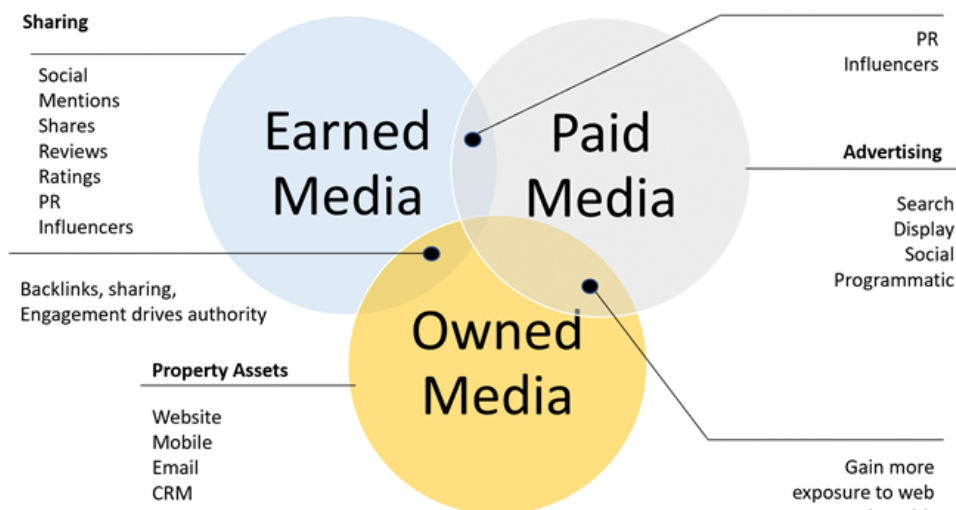 Sharing
Social
Mentions
Shares
Reviews
Ratings
PR
Influencers
Earned
Media
Paid
Media
PR
Influencers
Advertising
Search
Display
Social
Programmatic
Backlinks, sharing,
Engagement drives authority
Owned
Media
Property Assets
Website
Mobile
Email
CRM
Gain more
exposure to web